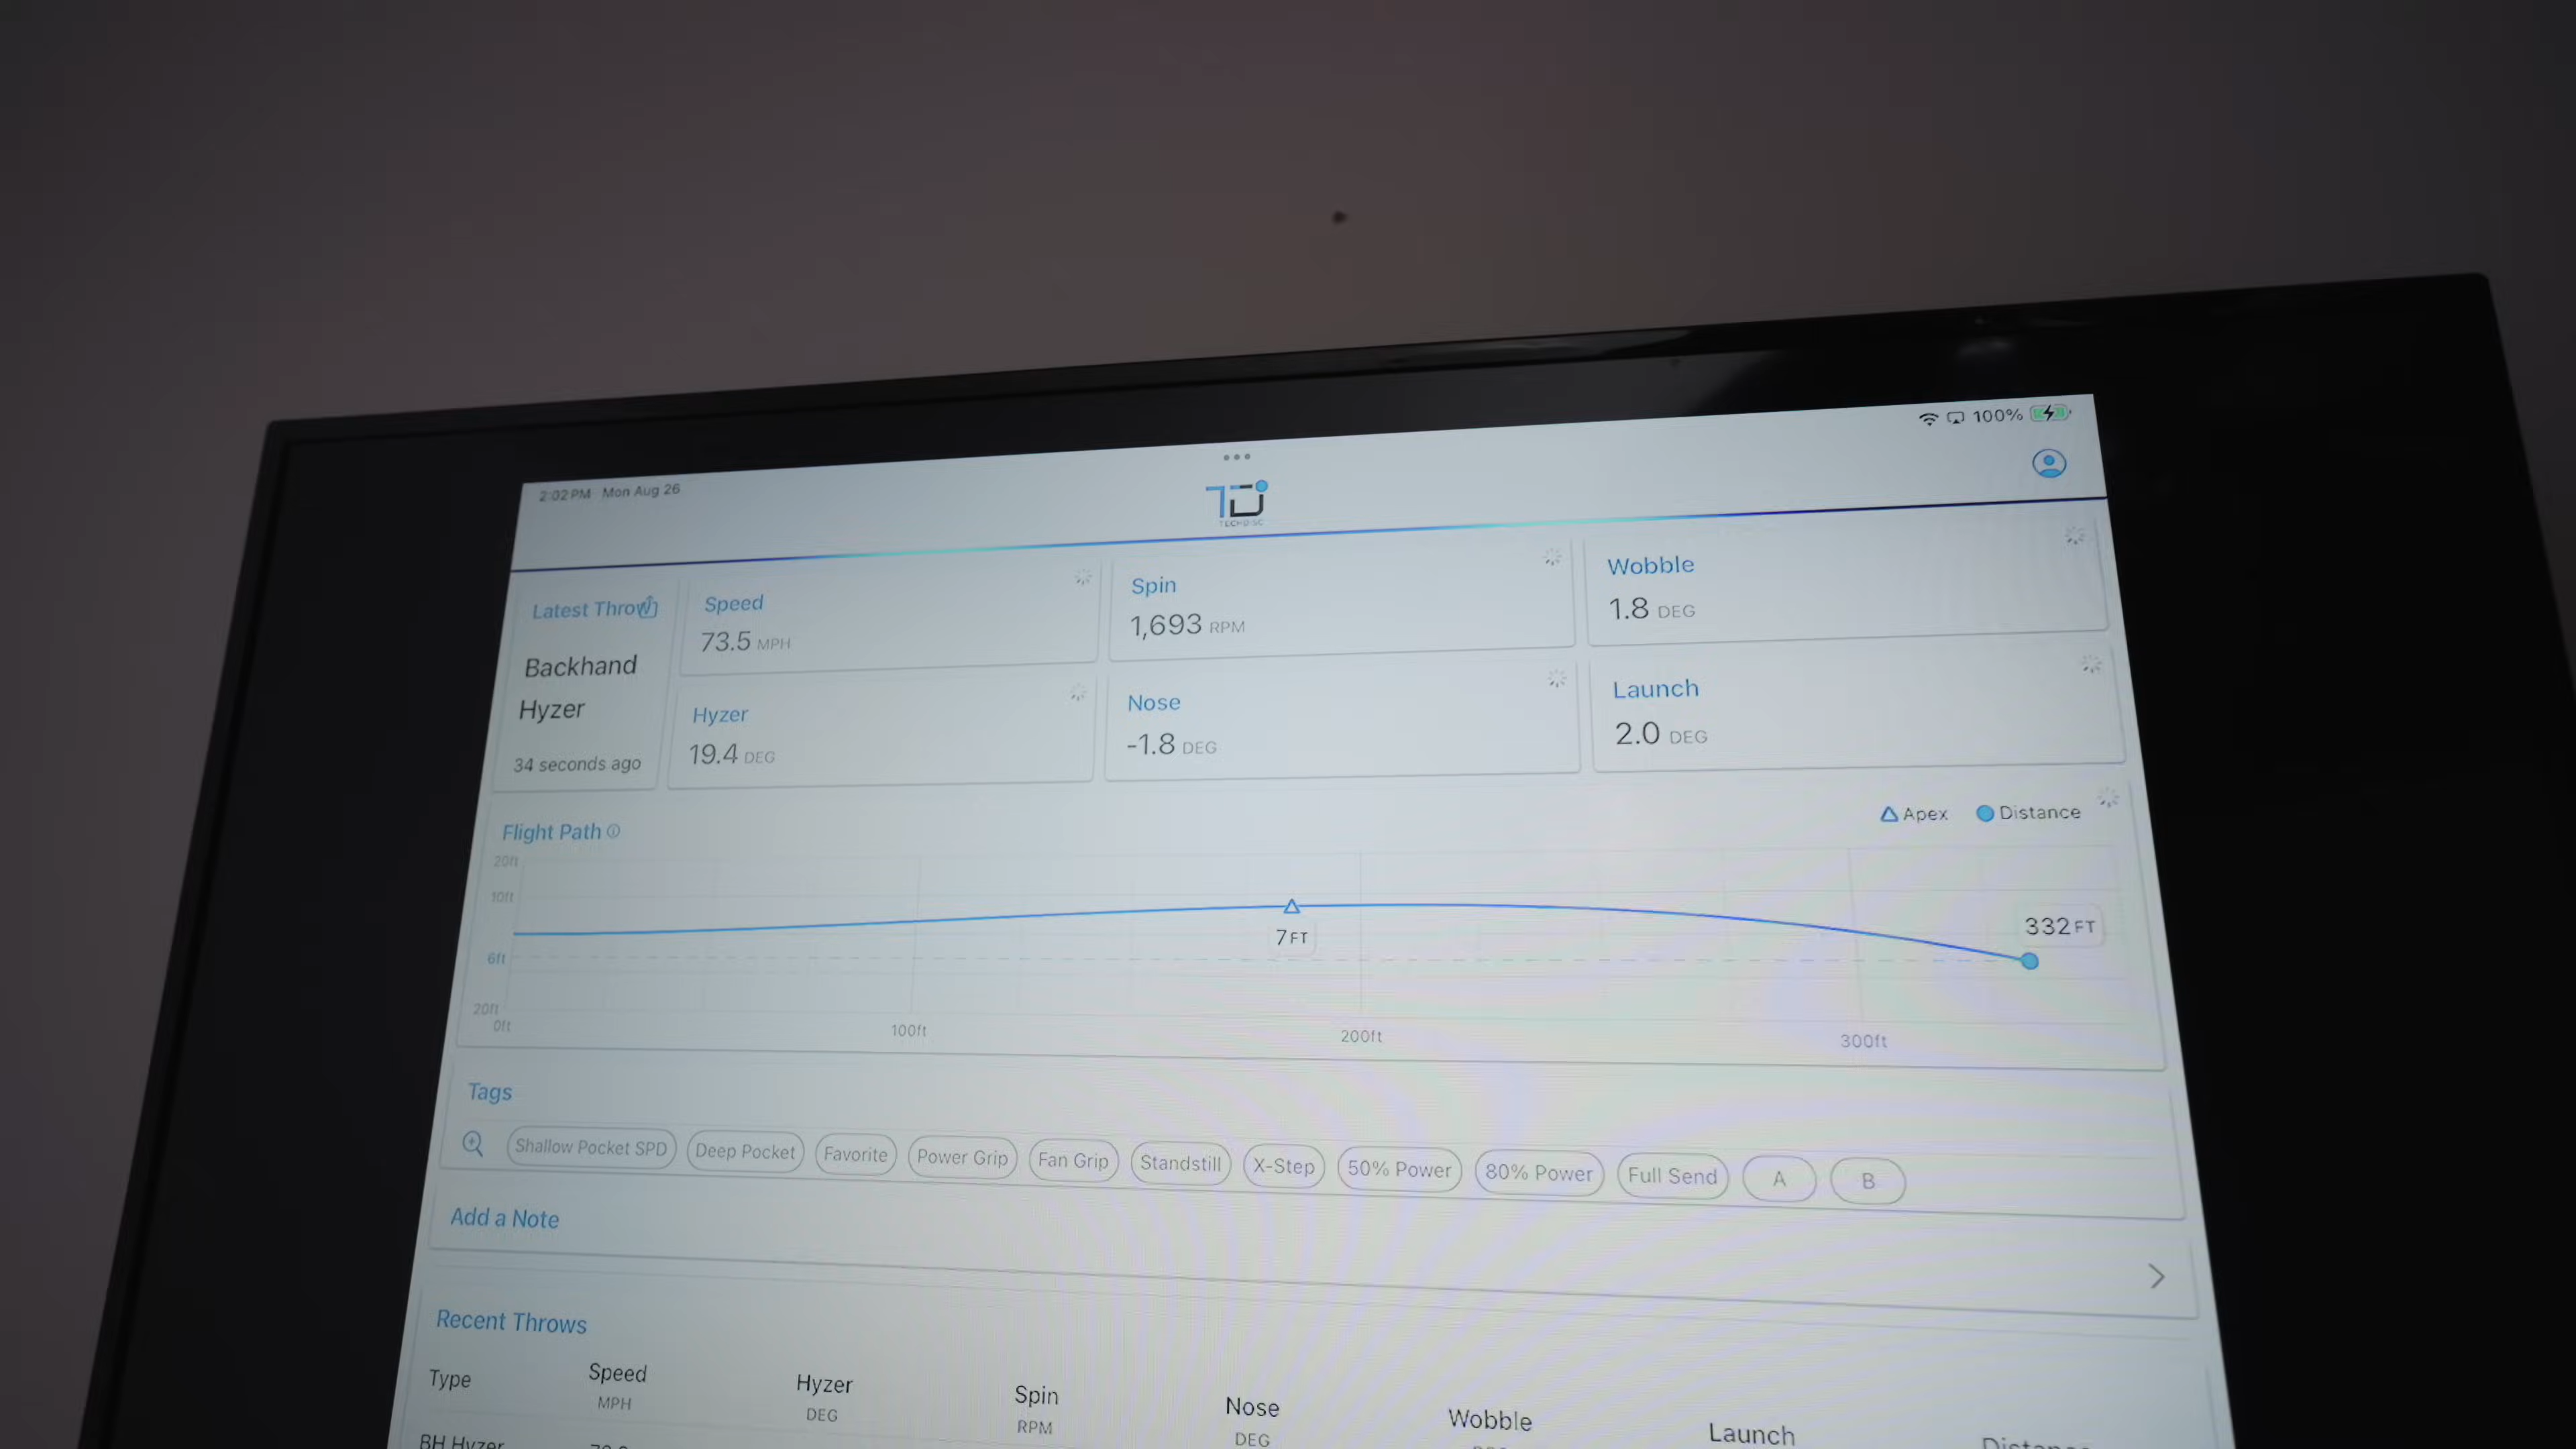 2:02 PM Mon Aug 26
100%
TECHDISC
Latest Throw
Backhand
Hyzer
34 seconds ago
Speed
73.5 MPH
Spin
1,693 RPM
Wobble
1.8 DEG
Hyzer
19.4 DEG
Nose
-1.8 DEG
Launch
2.0 DEG
Flight Path
Apex
Distance
20ft
10ft
6ft
20ft
0ft
100ft
200ft
300ft
7 FT
332 FT
Tags
Shallow Pocket SPD
Deep Pocket
Favorite
Power Grip
Fan Grip
Standstill
X-Step
50% Power
80% Power
Full Send
A
B
Add a Note
Recent Throws
Type
Speed
MPH
Hyzer
DEG
Spin
RPM
Nose
DEG
Wobble
Launch
Distance
BH Hyzer